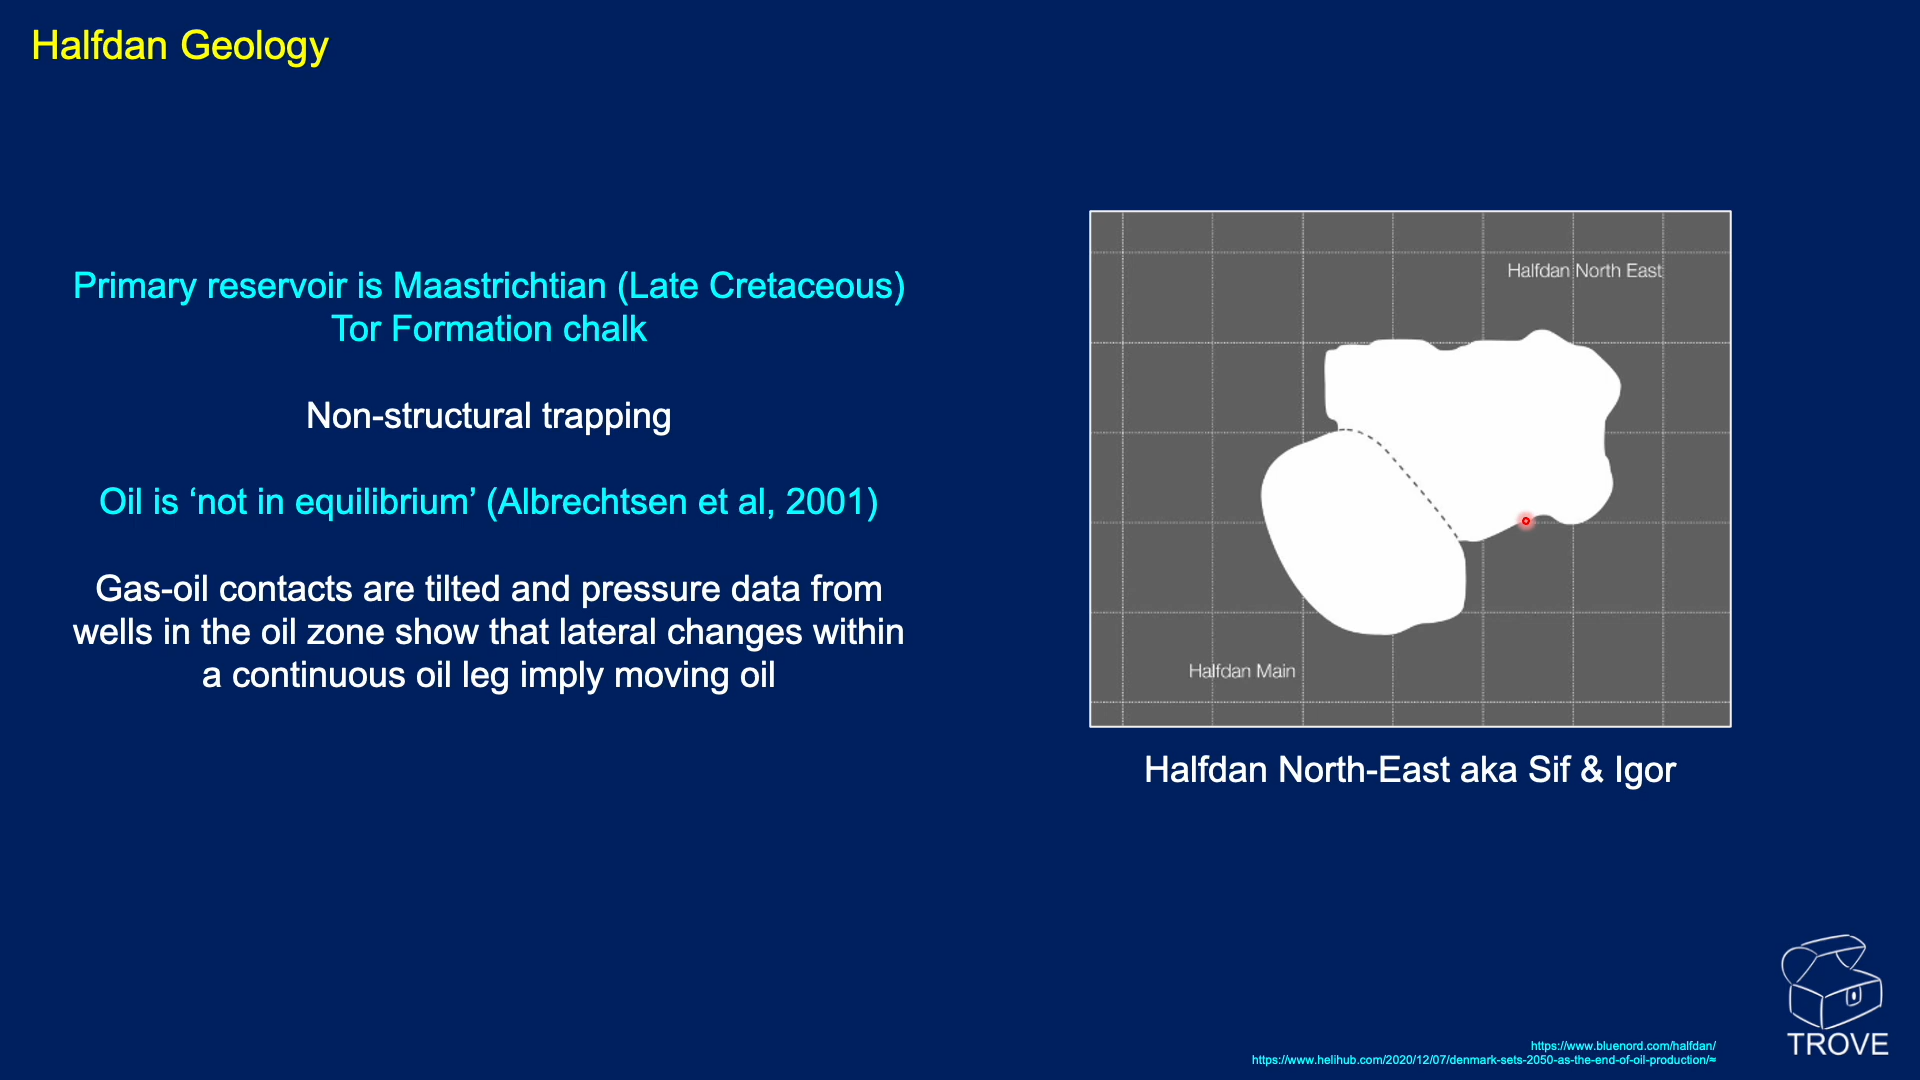 Halfdan Geology
Primary reservoir is Maastrichtian (Late Cretaceous)
Tor Formation chalk
Non-structural trapping
Oil is ‘not in equilibrium’ (Albrechtsen et al, 2001)
Gas-oil contacts are tilted and pressure data from
wells in the oil zone show that lateral changes within
a continuous oil leg imply moving oil
Halfdan North East
Halfdan Main
Halfdan North-East aka Sif & Igor
https://www.bluenord.com/halfdan/
https://www.helihub.com/2020/12/07/denmark-sets-2050-as-the-end-of-oil-production/≈
TROVE